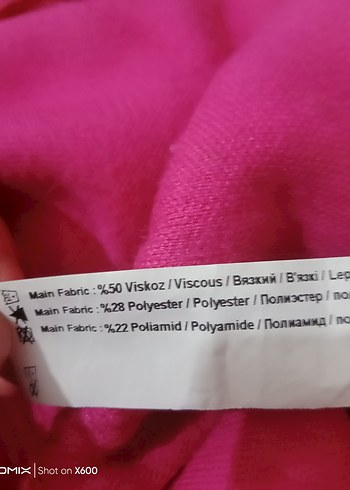 Main Fabric : %50 Viskoz / Viscous / Вязкий / В'язкі / Lep
Main Fabric : %28 Polyester / Polyester / Полиэстер / по
Main Fabric : %22 Poliamid / Polyamide / Полиамид / по
OMIX | Shot on X600